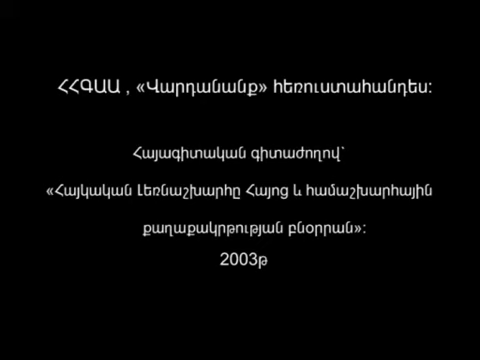 ՀՀԳԱԱ , «Վարդանանք» հեռուստահանդես:
Հայագիտական գիտաժողով՝
«Հայկական Լեռնաշխարհը Հայոց և համաշխարհային
քաղաքակրթության բնօրրան»:
2003թ